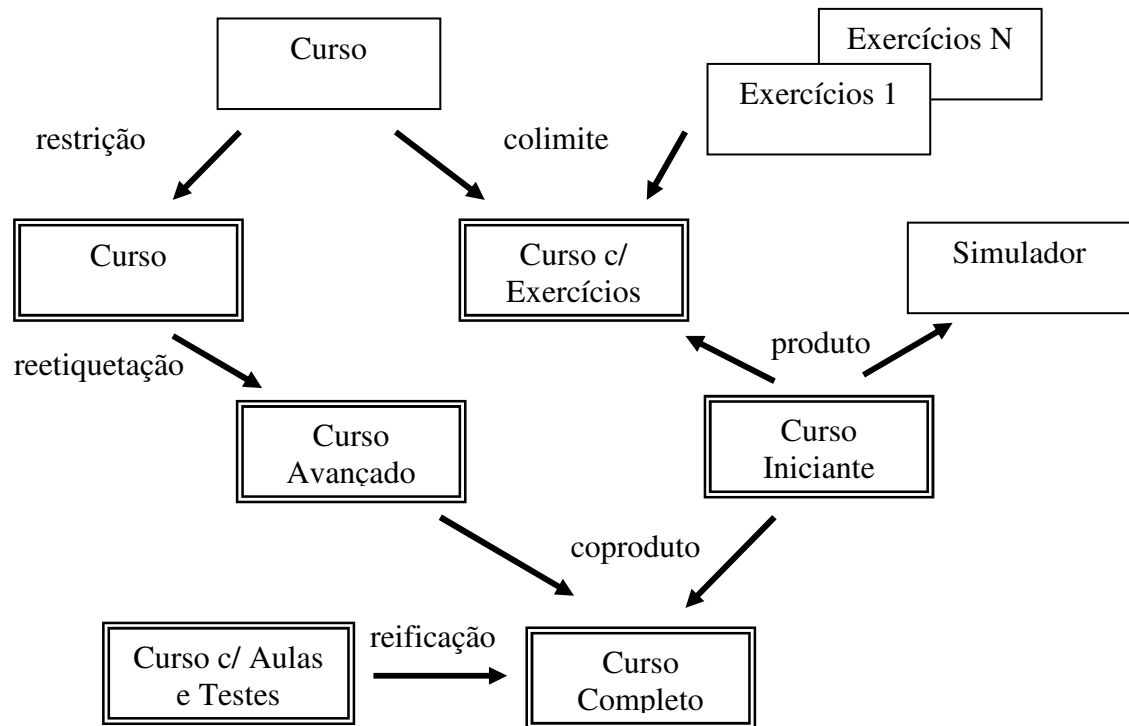 Curso
Exercícios N
Exercícios 1
restrição
colimite
Curso
Curso c/
Exercícios
Simulador
reetiquetação
produto
Curso
Avançado
Curso
Iniciante
coproduto
Curso c/ Aulas
e Testes
reificação
Curso
Completo